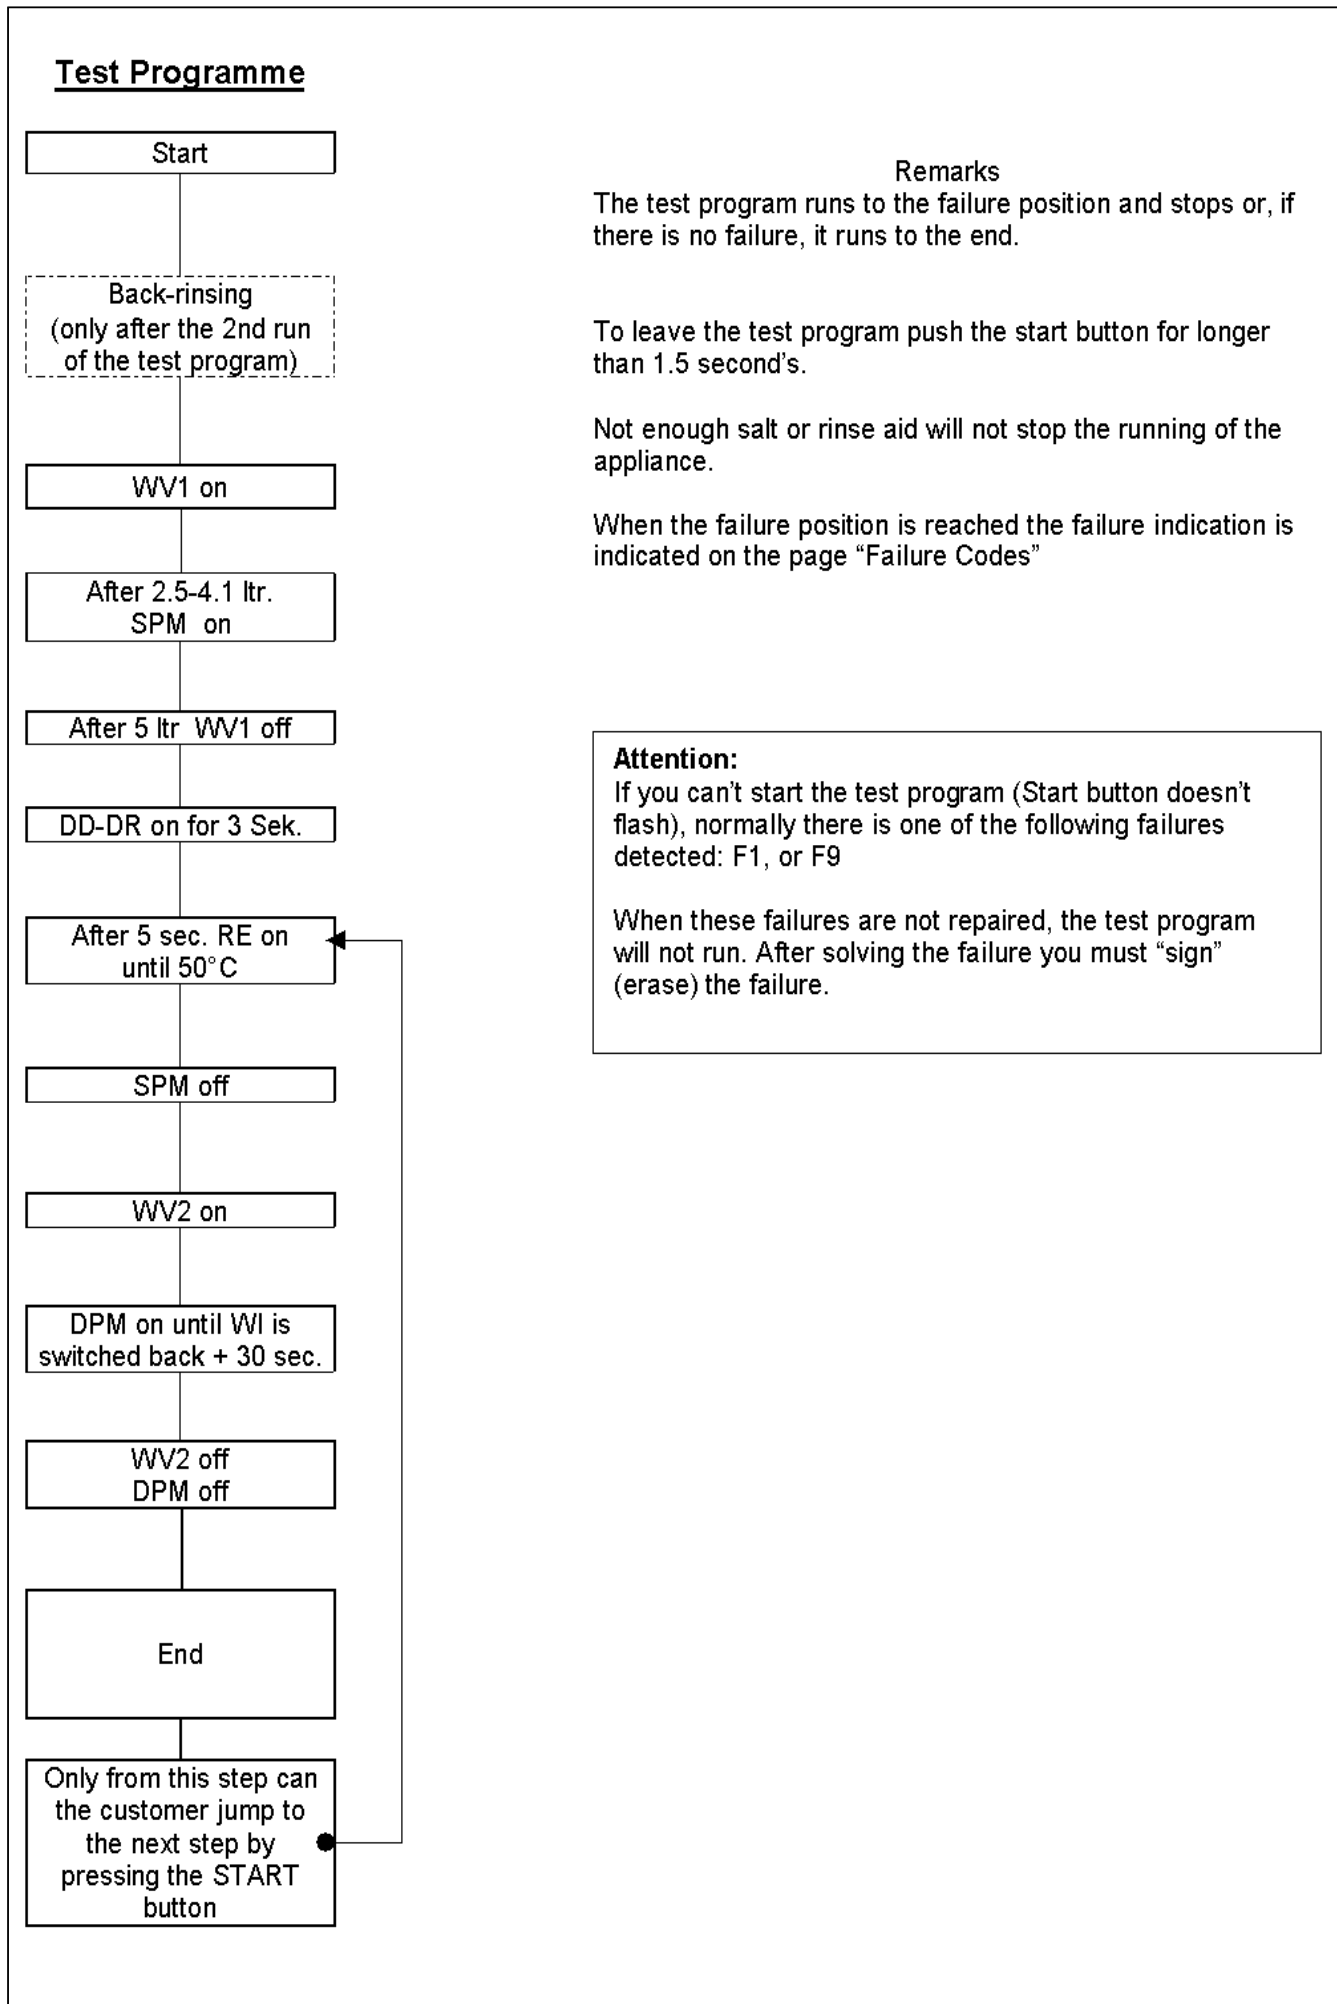 Test Programme
Start
Back-rinsing
(only after the 2nd run
of the test program)
WV1 on
After 2.5-4.1 ltr.
SPM on
After 5 ltr WV1 off
DD-DR on for 3 Sek.
After 5 sec. RE on
until 50°C
SPM off
WV2 on
DPM on until WI is
switched back + 30 sec.
WV2 off
DPM off
End
Only from this step can
the customer jump to
the next step by
pressing the START
button
Remarks
The test program runs to the failure position and stops or, if
there is no failure, it runs to the end.
To leave the test program push the start button for longer
than 1.5 second's.
Not enough salt or rinse aid will not stop the running of the
appliance.
When the failure position is reached the failure indication is
indicated on the page “Failure Codes”
Attention:
If you can't start the test program (Start button doesn't
flash), normally there is one of the following failures
detected: F1, or F9
When these failures are not repaired, the test program
will not run. After solving the failure you must “sign”
(erase) the failure.